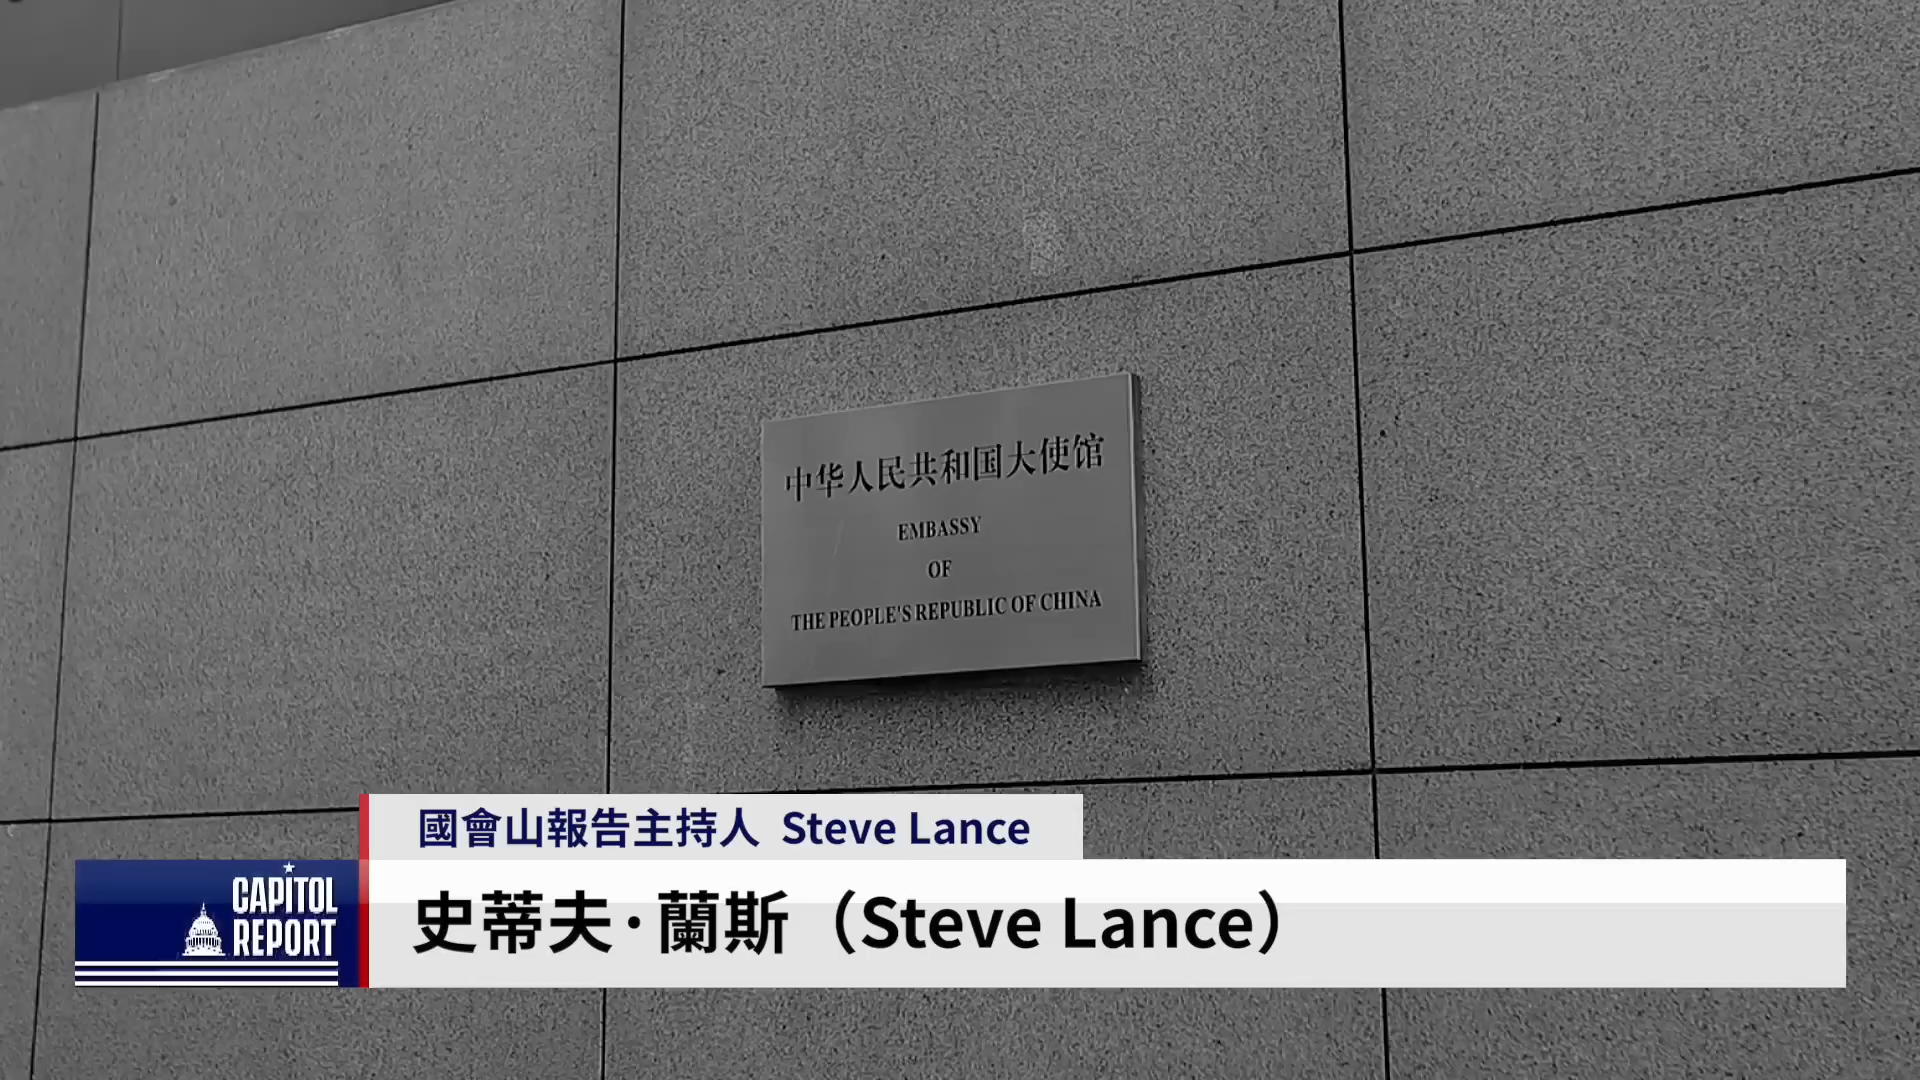 中华人民共和国大使馆
EMBASSY
OF
THE PEOPLE'S REPUBLIC OF CHINA
國會山報告主持人 Steve Lance
CAPITOL
REPORT
史蒂夫·蘭斯（Steve Lance）